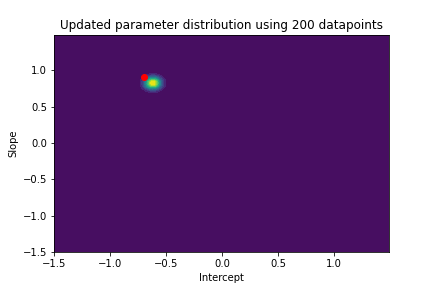 Updated parameter distribution using 200 datapoints
1.0
0.5
0.0
−0.5
−1.0
−1.5
Slope
−1.5 −1.0 −0.5 0.0 0.5 1.0
Intercept